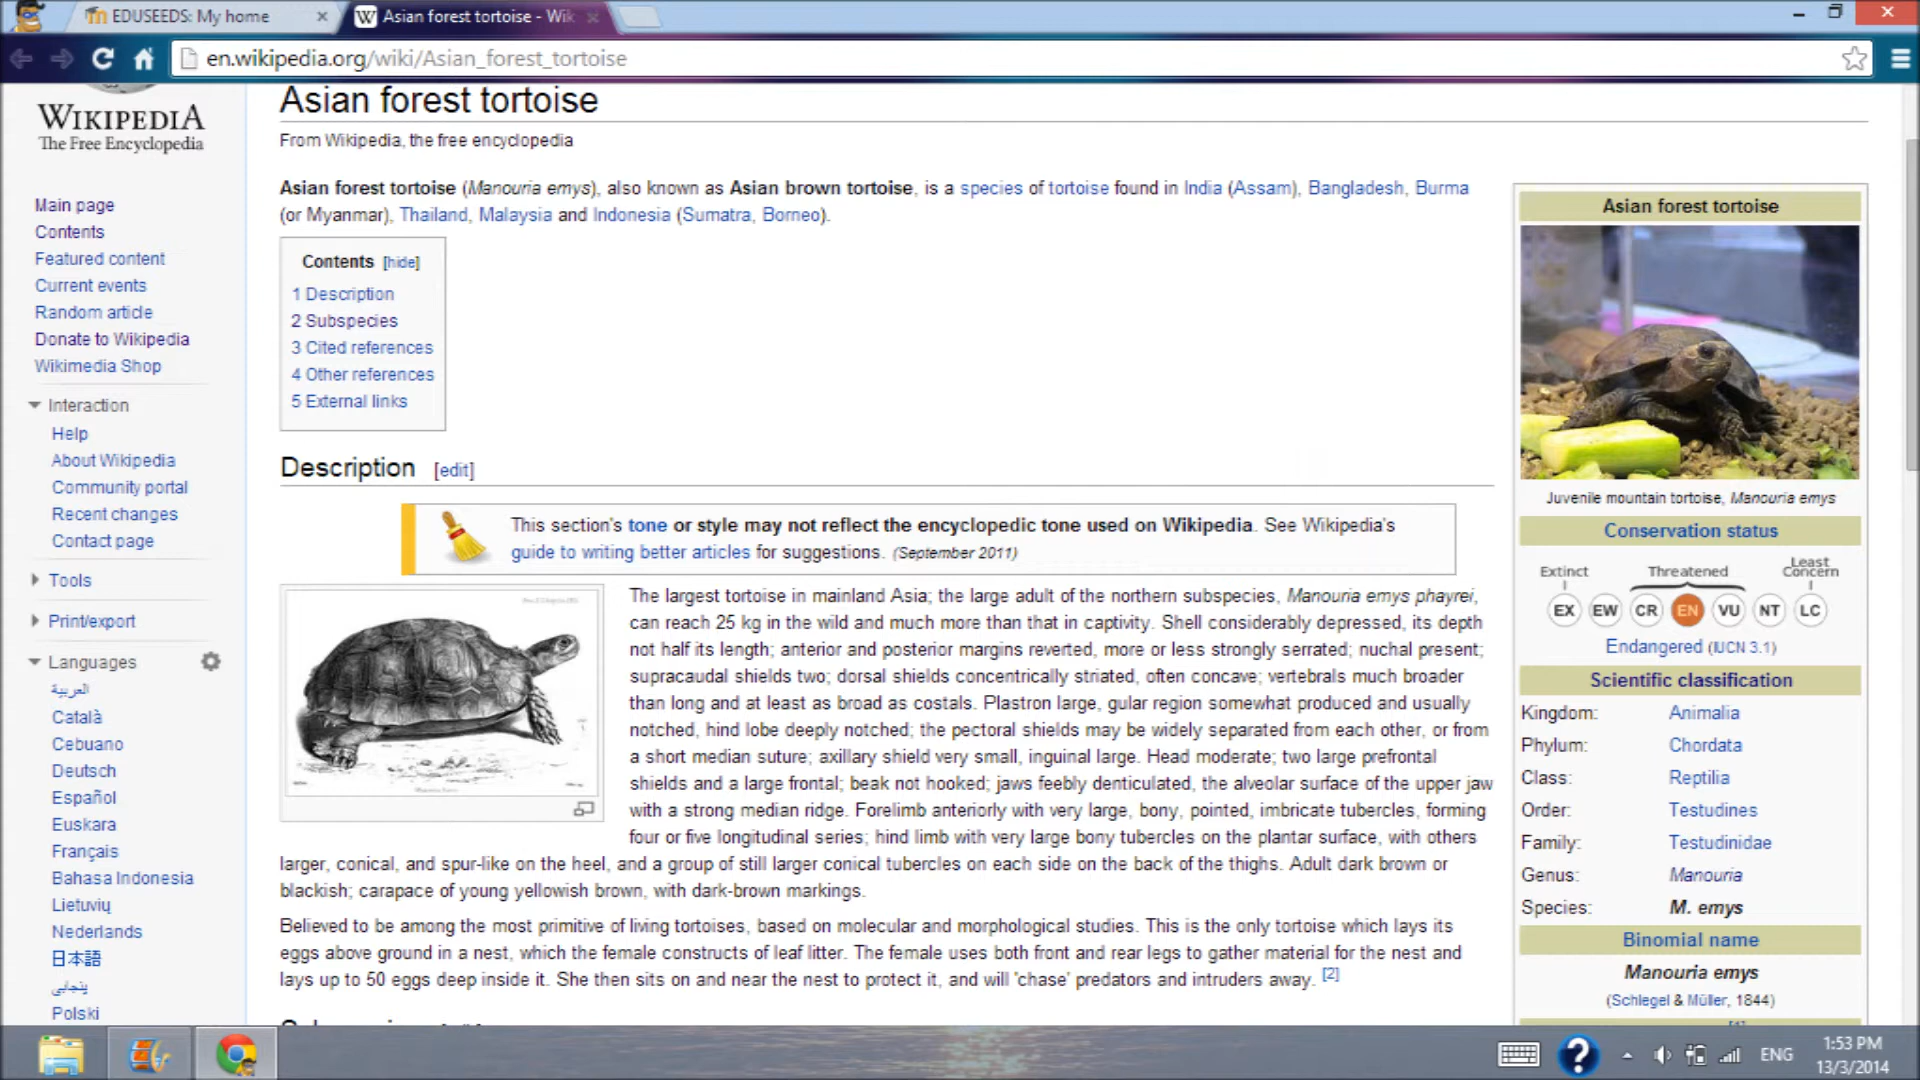 EDUSEEDS: My home
Asian forest tortoise - Wik
en.wikipedia.org/wiki/Asian_forest_tortoise
WIKIPEDIA
The Free Encyclopedia
Main page
Contents
Featured content
Current events
Random article
Donate to Wikipedia
Wikimedia Shop
Interaction
Help
About Wikipedia
Community portal
Recent changes
Contact page
Tools
Print/export
Languages
العربية
Català
Cebuano
Deutsch
Español
Euskara
Français
Bahasa Indonesia
Lietuvių
Nederlands
日本語
پنجابی
Polski
Asian forest tortoise
From Wikipedia, the free encyclopedia
Asian forest tortoise (Manouria emys), also known as Asian brown tortoise, is a species of tortoise found in India (Assam), Bangladesh, Burma
(or Myanmar), Thailand, Malaysia and Indonesia (Sumatra, Borneo).
Contents [hide]
1 Description
2 Subspecies
3 Cited references
4 Other references
5 External links
Description [edit]
This section's tone or style may not reflect the encyclopedic tone used on Wikipedia. See Wikipedia's
guide to writing better articles for suggestions. (September 2011)
The largest tortoise in mainland Asia; the large adult of the northern subspecies, Manouria emys phayrei,
can reach 25 kg in the wild and much more than that in captivity. Shell considerably depressed, its depth
not half its length; anterior and posterior margins reverted, more or less strongly serrated; nuchal present;
supracaudal shields two; dorsal shields concentrically striated, often concave; vertebrals much broader
than long and at least as broad as costals. Plastron large, gular region somewhat produced and usually
notched, hind lobe deeply notched; the pectoral shields may be widely separated from each other, or from
a short median suture; axillary shield very small, inguinal large. Head moderate; two large prefrontal
shields and a large frontal; beak not hooked; jaws feebly denticulated, the alveolar surface of the upper jaw
with a strong median ridge. Forelimb anteriorly with very large, bony, pointed, imbricate tubercles, forming
four or five longitudinal series; hind limb with very large bony tubercles on the plantar surface, with others
larger, conical, and spur-like on the heel, and a group of still larger conical tubercles on each side on the back of the thighs. Adult dark brown or
blackish; carapace of young yellowish brown, with dark-brown markings.
Believed to be among the most primitive of living tortoises, based on molecular and morphological studies. This is the only tortoise which lays its
eggs above ground in a nest, which the female constructs of leaf litter. The female uses both front and rear legs to gather material for the nest and
lays up to 50 eggs deep inside it. She then sits on and near the nest to protect it, and will 'chase' predators and intruders away. [2]
Asian forest tortoise
Juvenile mountain tortoise, Manouria emys
Conservation status
Extinct Threatened Least Concern
EX EW CR EN VU NT LC
Endangered (IUCN 3.1)
Scientific classification
Kingdom: Animalia
Phylum: Chordata
Class: Reptilia
Order: Testudines
Family: Testudinidae
Genus: Manouria
Species: M. emys
Binomial name
Manouria emys
(Schlegel & Müller, 1844)
ENG
1:53 PM
13/3/2014